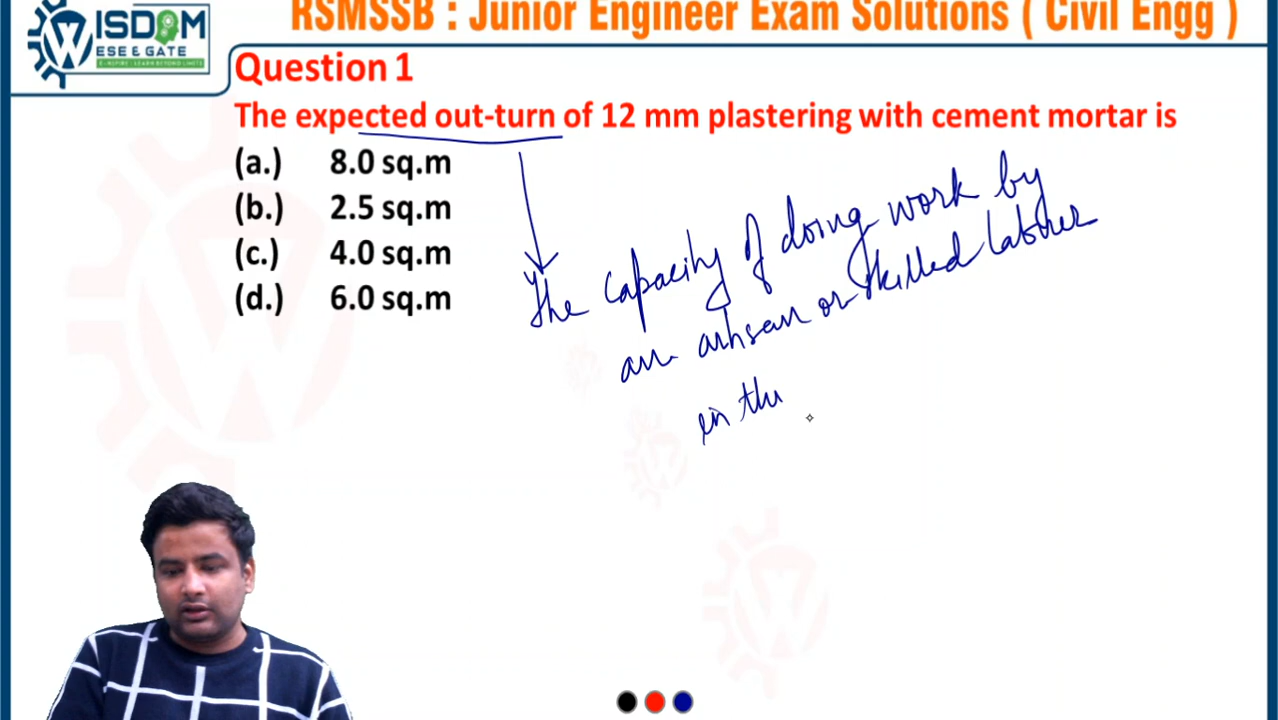 RSMSSB : Junior Engineer Exam Solutions ( Civil Engg )
WISDOM
ESE & GATE
Question 1
The expected out-turn of 12 mm plastering with cement mortar is
(a.) 8.0 sq.m
(b.) 2.5 sq.m
(c.) 4.0 sq.m
(d.) 6.0 sq.m
The capacity of doing work by
an artisan or skilled labour
in the